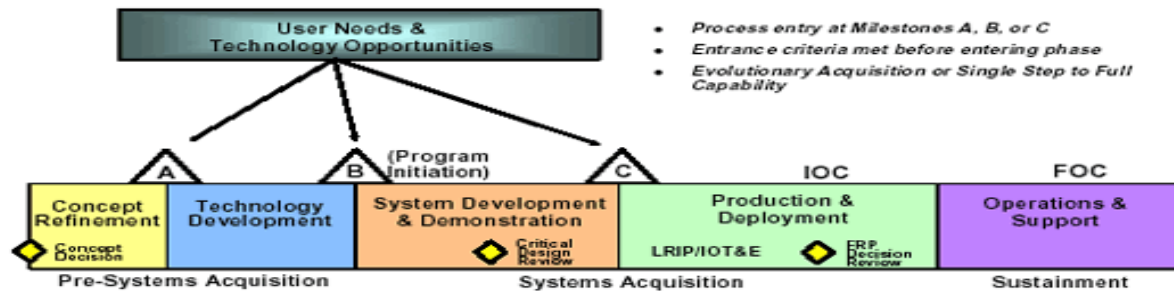 User Needs &
Technology Opportunities
• Process entry at Milestones A, B, or C
• Entrance criteria met before entering phase
• Evolutionary Acquisition or Single Step to Full
Capability
A
B
(Program
Initiation)
C
IOC
FOC
Concept
Refinement
Technology
Development
System Development
& Demonstration
Production &
Deployment
Operations &
Support
Concept
Decision
Critical
Design
Review
LRIP/IOT&E
FRP
Decision
Review
Pre-Systems Acquisition
Systems Acquisition
Sustainment